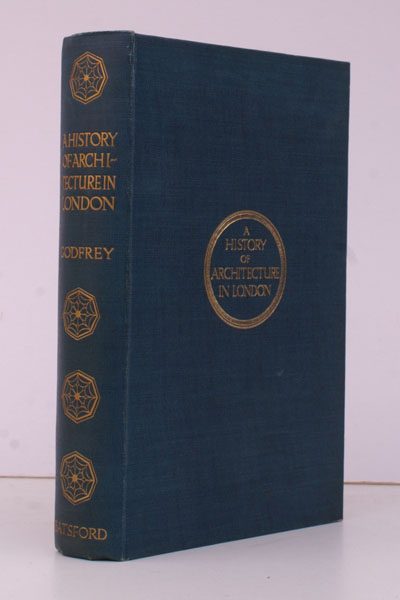 A HISTORY
OF ARCHI-
TECTURE IN
LONDON
GODFREY
BATSFORD
A
HISTORY
OF
ARCHITECTURE
IN LONDON